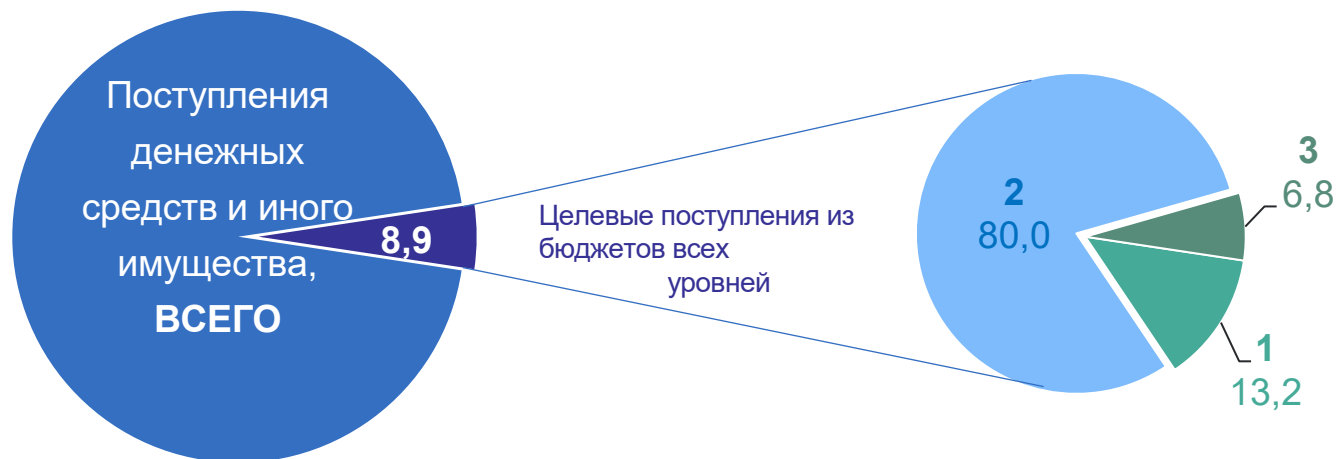 Поступления
денежных
средств и иного
имущества,
ВСЕГО
8,9
Целевые поступления из
бюджетов всех
уровней
2
80,0
3
6,8
1
13,2